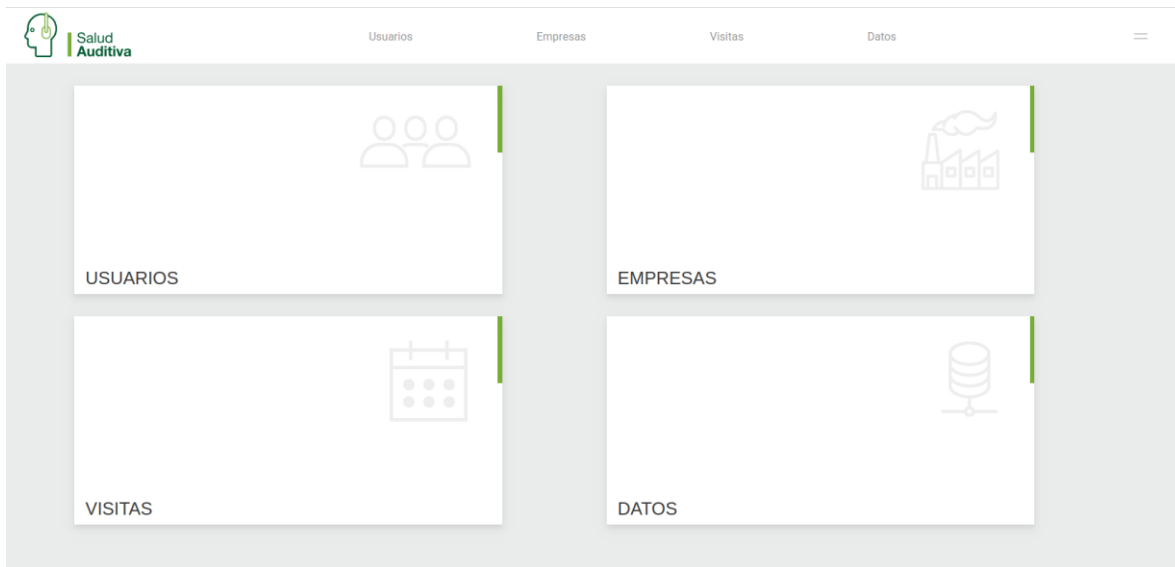 Salud
Auditiva
Usuarios Empresas Visitas Datos
USUARIOS
EMPRESAS
VISITAS
DATOS